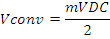 Vconv = mVDC/2